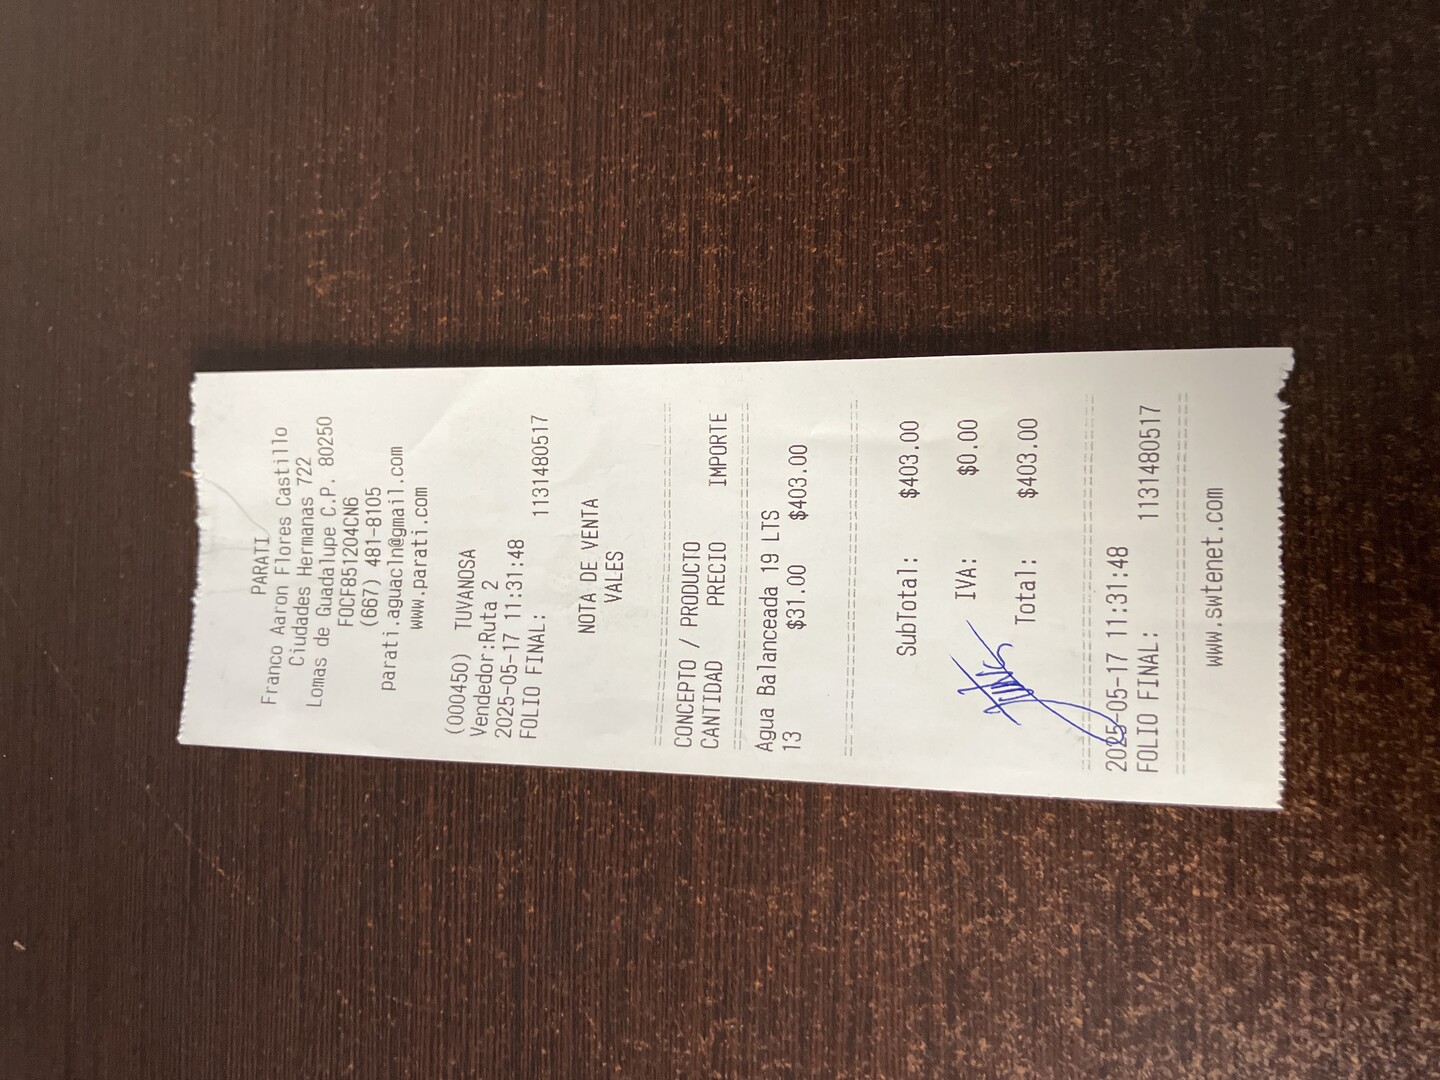 PARATI
Franco Aaron Flores Castillo
Ciudades Hermanas 722
Lomas de Guadalupe C.P. 80250
FOCF851204CN6
(667) 481-8105
parati.aguacln@gmail.com
www.parati.com
(000450) TUVANOSA
Vendedor:Ruta 2
2025-05-17 11:31:48
FOLIO FINAL: 1131480517
NOTA DE VENTA
VALES
CONCEPTO / PRODUCTO
CANTIDAD PRECIO IMPORTE
Agua Balanceada 19 LTS
13 $31.00 $403.00
SubTotal: $403.00
IVA: $0.00
Total: $403.00
2025-05-17 11:31:48
FOLIO FINAL: 1131480517
www.swtenet.com